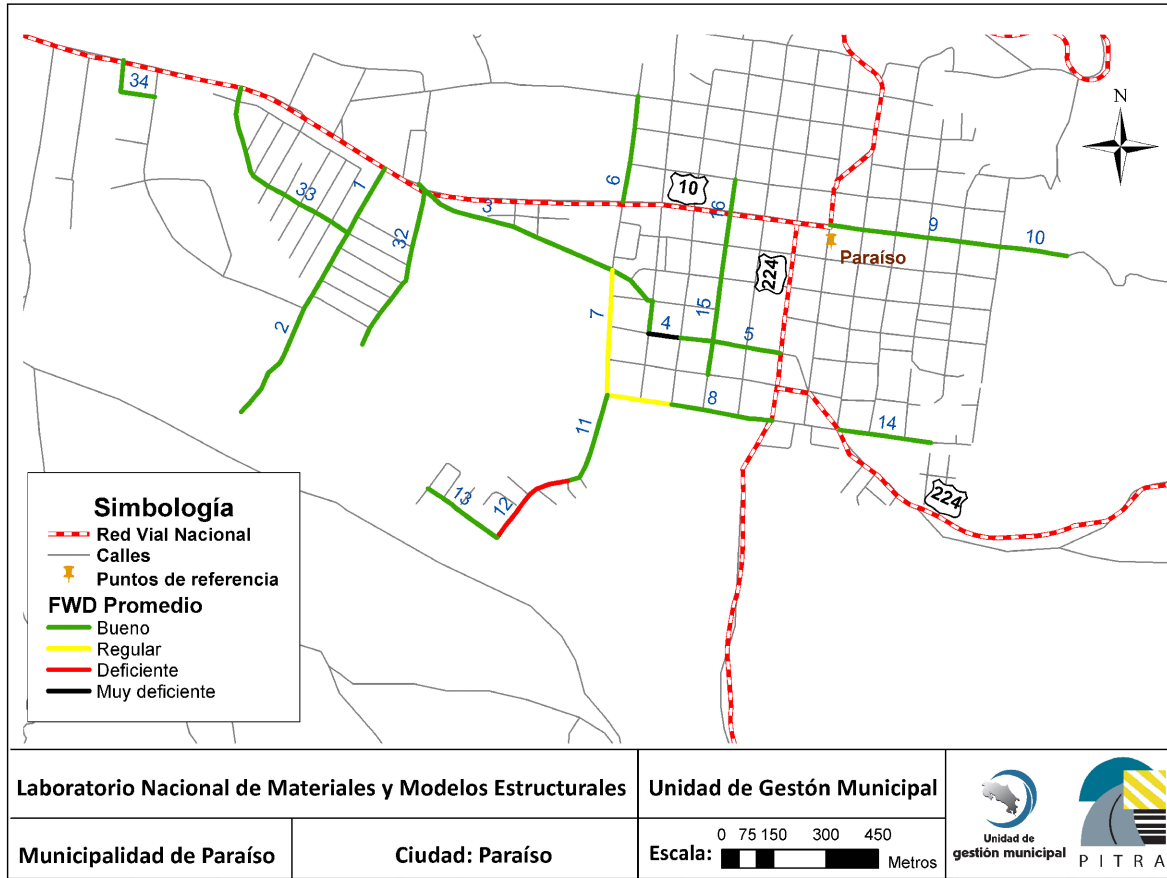 34
N
33
1
6
10
16
3
32
9
10
Paraíso
224
2
7
15
4
5
11
8
14
13
12
224
Simbología
Red Vial Nacional
Calles
Puntos de referencia
FWD Promedio
Bueno
Regular
Deficiente
Muy deficiente
Laboratorio Nacional de Materiales y Modelos Estructurales
Unidad de Gestión Municipal
Municipalidad de Paraíso
Ciudad: Paraíso
Escala:
0 75 150 300 450
Metros
Unidad de
gestión municipal
PITRA